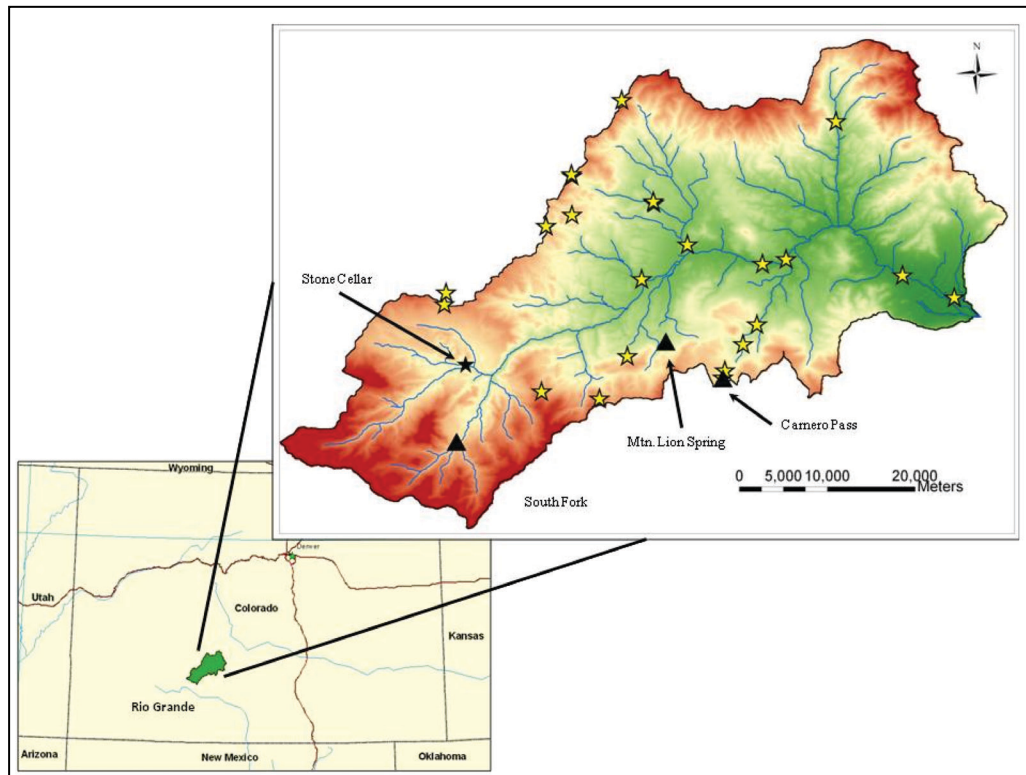 N
Stone Cellar
Mtn. Lion Spring
Carnero Pass
South Fork
0 5,000 10,000 20,000
Meters
Wyoming
Denver
Utah
Colorado
Kansas
Rio Grande
Arizona
New Mexico
Oklahoma